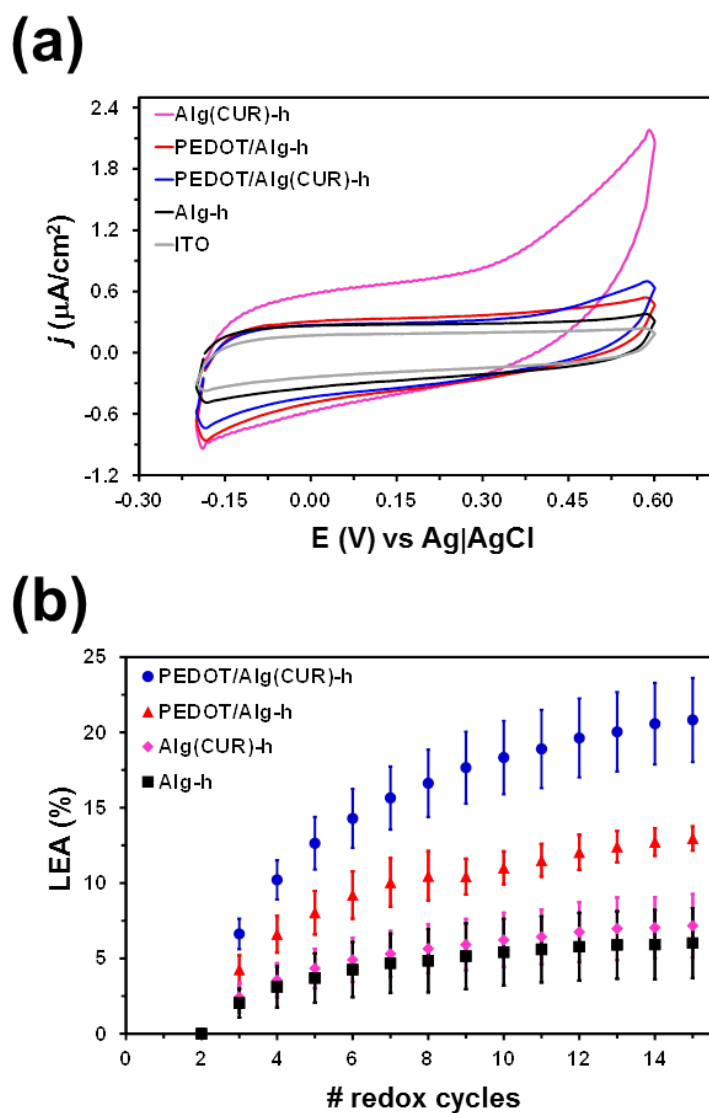 (a)
2.4
1.8
1.2
0.6
0.0
-0.6
-1.2
j (μA/cm²)
Alg(CUR)-h
PEDOT/Alg-h
PEDOT/Alg(CUR)-h
Alg-h
ITO
-0.30 -0.15 0.00 0.15 0.30 0.45 0.60
E (V) vs Ag|AgCl
(b)
25
20
15
10
5
0
LEA (%)
PEDOT/Alg(CUR)-h
PEDOT/Alg-h
Alg(CUR)-h
Alg-h
0 2 4 6 8 10 12 14
# redox cycles